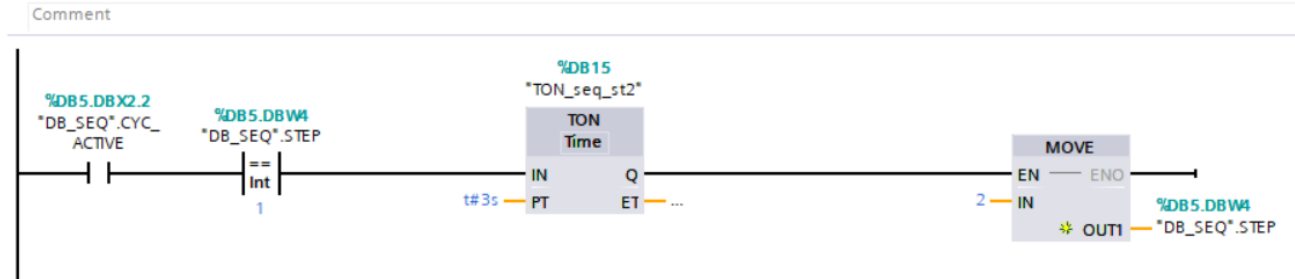 Comment
%DB5.DBX2.2
"DB_SEQ".CYC_
ACTIVE
%DB5.DBW4
"DB_SEQ".STEP
==
Int
1
%DB15
"TON_seq_st2"
TON
Time
IN Q
t#3s PT ET ...
MOVE
EN ENO
2 IN
%DB5.DBW4
OUT1 "DB_SEQ".STEP